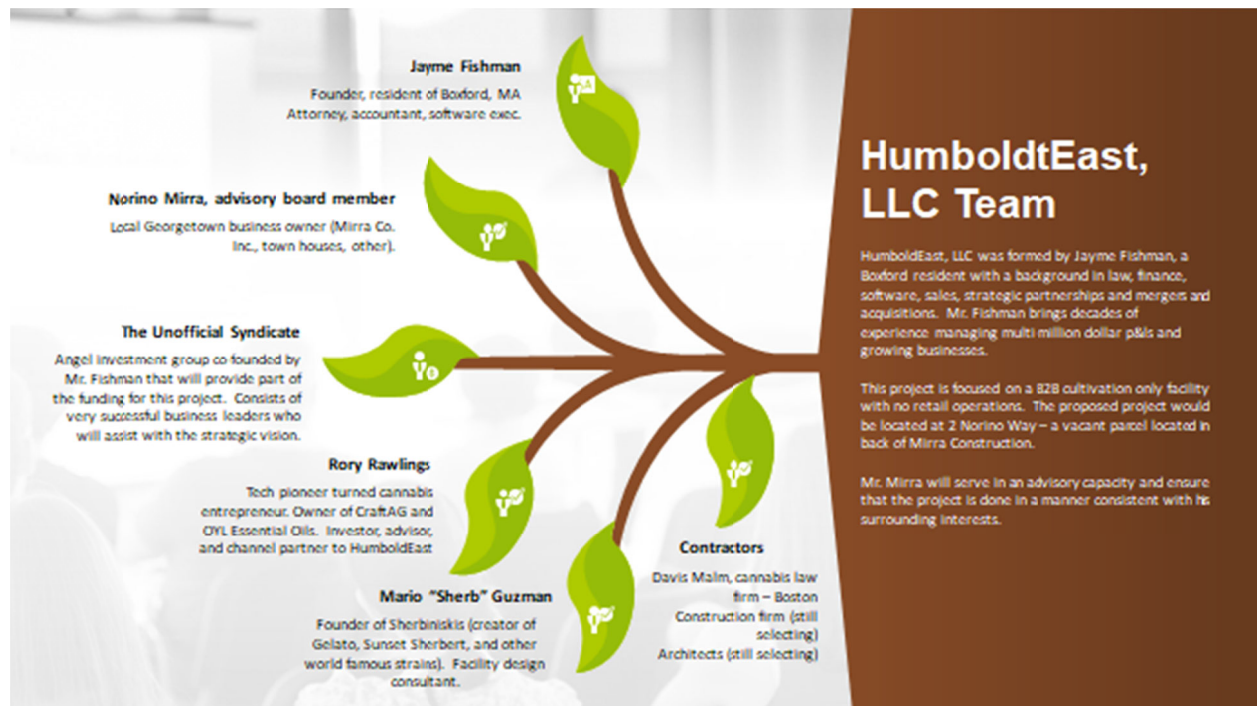 Jayme Fishman
Founder, resident of Boxford, MA
Attorney, accountant, software exec.
Norino Mirra, advisory board member
Local Georgetown business owner (Mirra Co.
Inc., town houses, other).
The Unofficial Syndicate
Angel investment group co founded by
Mr. Fishman that will provide part of
the funding for this project. Consists of
very successful business leaders who
will assist with the strategic vision.
Rory Rawlings
Tech pioneer turned cannabis
entrepreneur. Owner of CraftAG and
OYL Essential Oils. Investor, advisor,
and channel partner to HumboldEast
Mario “Sherb” Guzman
Founder of Sherbiniskis (creator of
Gelato, Sunset Sherbert, and other
world famous strains). Facility design
consultant.
Contractors
Davis Malm, cannabis law
firm – Boston
Construction firm (still
selecting)
Architects (still selecting)
HumboldtEast,
LLC Team
HumboldEast, LLC was formed by Jayme Fishman, a
Boxford resident with a background in law, finance,
software, sales, strategic partnerships and mergers and
acquisitions. Mr. Fishman brings decades of
experience managing multi million dollar p&ls and
growing businesses.
This project is focused on a B2B cultivation only facility
with no retail operations. The proposed project would
be located at 2 Norino Way – a vacant parcel located in
back of Mirra Construction.
Mr. Mirra will serve in an advisory capacity and ensure
that the project is done in a manner consistent with his
surrounding interests.